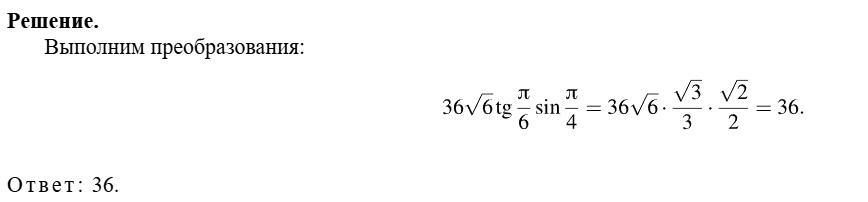 Решение.
Выполним преобразования:
36√6 tg π/6 sin π/4 = 36√6 · √3/3 · √2/2 = 36.
Ответ: 36.